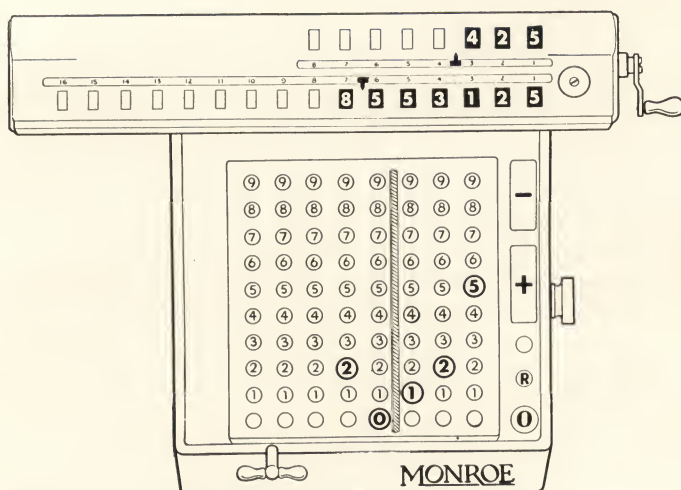 4 2 5
8 7 6 5 4 3 2 1
16 15 14 13 12 11 10 9 8 7 6 5 4 3 2 1
8 5 5 3 1 2 5
9 9 9 9 9 9 9 9
8 8 8 8 8 8 8 8 −
7 7 7 7 7 7 7 7
6 6 6 6 6 6 6 6
5 5 5 5 5 5 5 5 +
4 4 4 4 4 4 4 4
3 3 3 3 3 3 3 3
2 2 2 2 2 2 2 2 R
1 1 1 1 1 1 1 1
0 0
MONROE